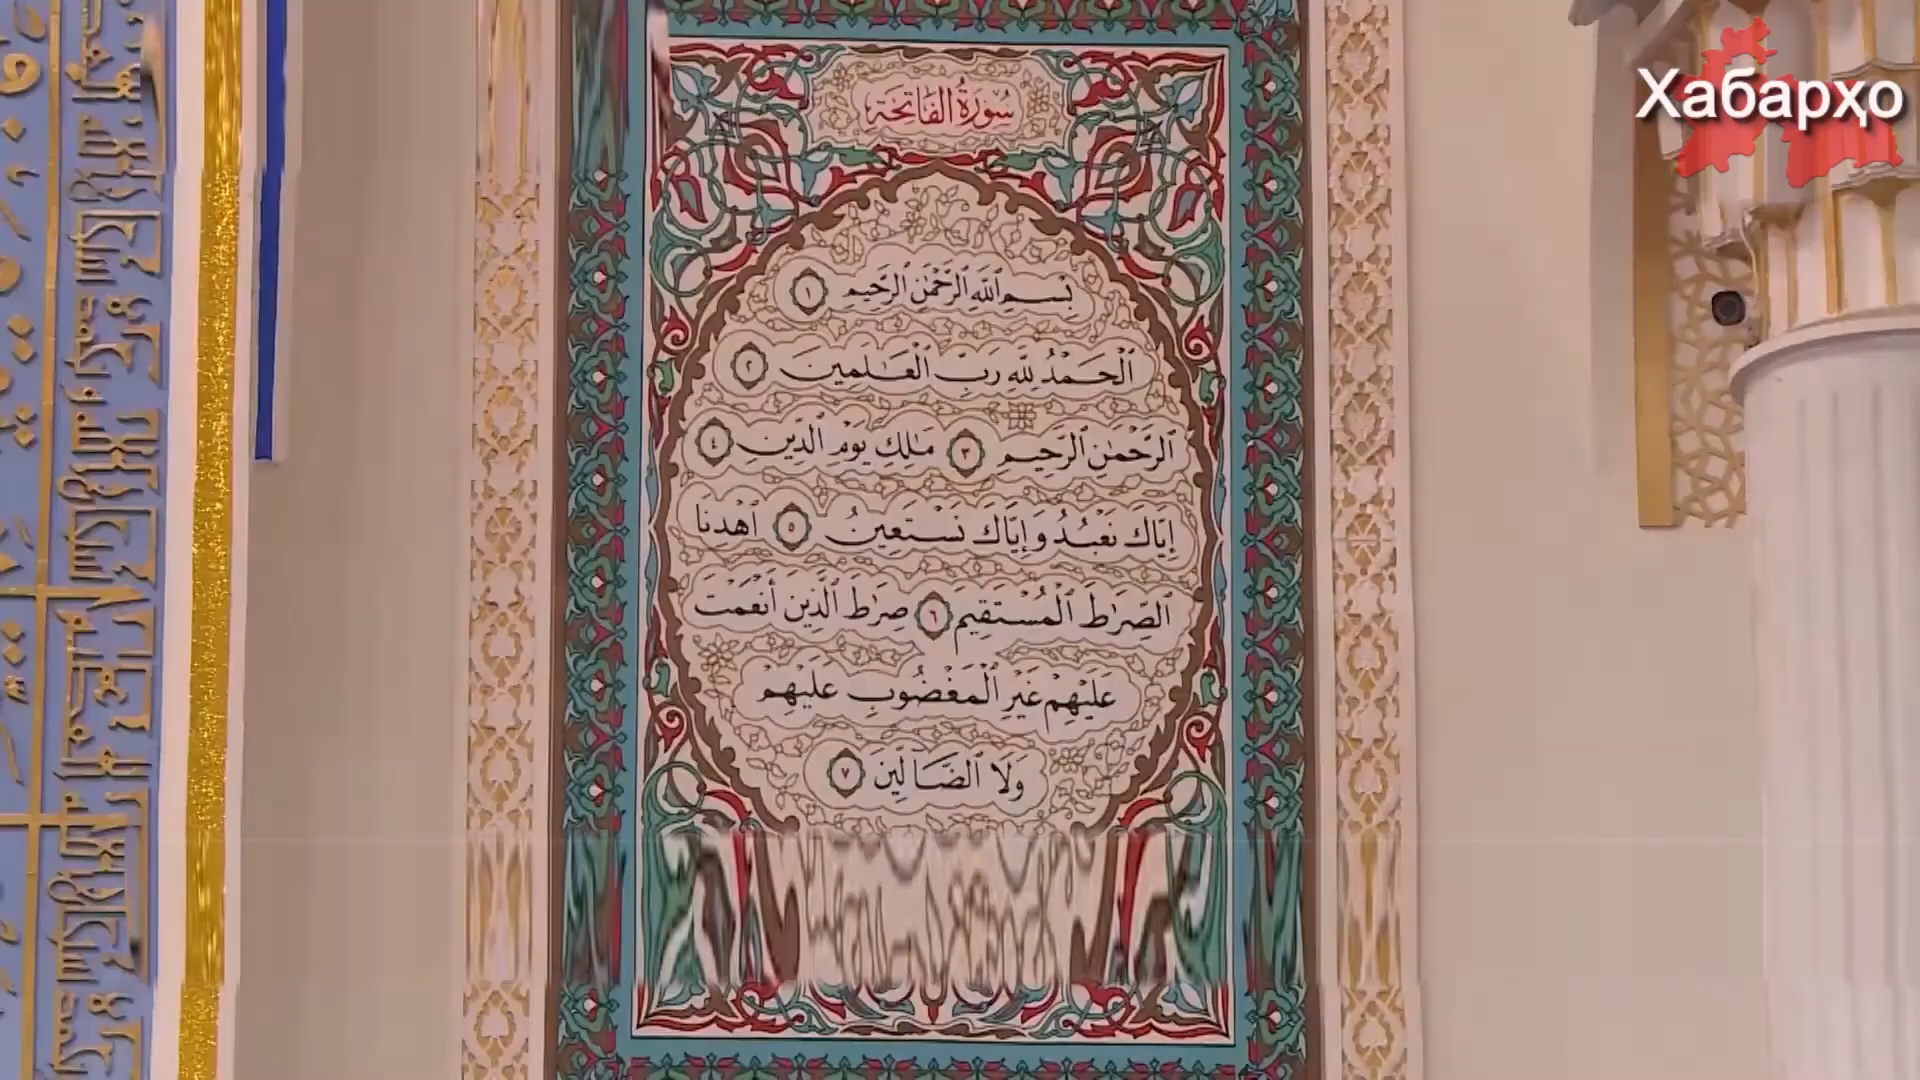 Хабарҳо
سُورَةُ الفَاتِحَة
بِسْمِ ٱللَّهِ ٱلرَّحْمَٰنِ ٱلرَّحِيمِ ١
ٱلْحَمْدُ لِلَّهِ رَبِّ ٱلْعَٰلَمِينَ ٢
ٱلرَّحْمَٰنِ ٱلرَّحِيمِ ٣ مَٰلِكِ يَوْمِ ٱلدِّينِ ٤
إِيَّاكَ نَعْبُدُ وَإِيَّاكَ نَسْتَعِينُ ٥ ٱهْدِنَا
ٱلصِّرَٰطَ ٱلْمُسْتَقِيمَ ٦ صِرَٰطَ ٱلَّذِينَ أَنْعَمْتَ
عَلَيْهِمْ غَيْرِ ٱلْمَغْضُوبِ عَلَيْهِمْ
وَلَا ٱلضَّآلِّينَ ٧